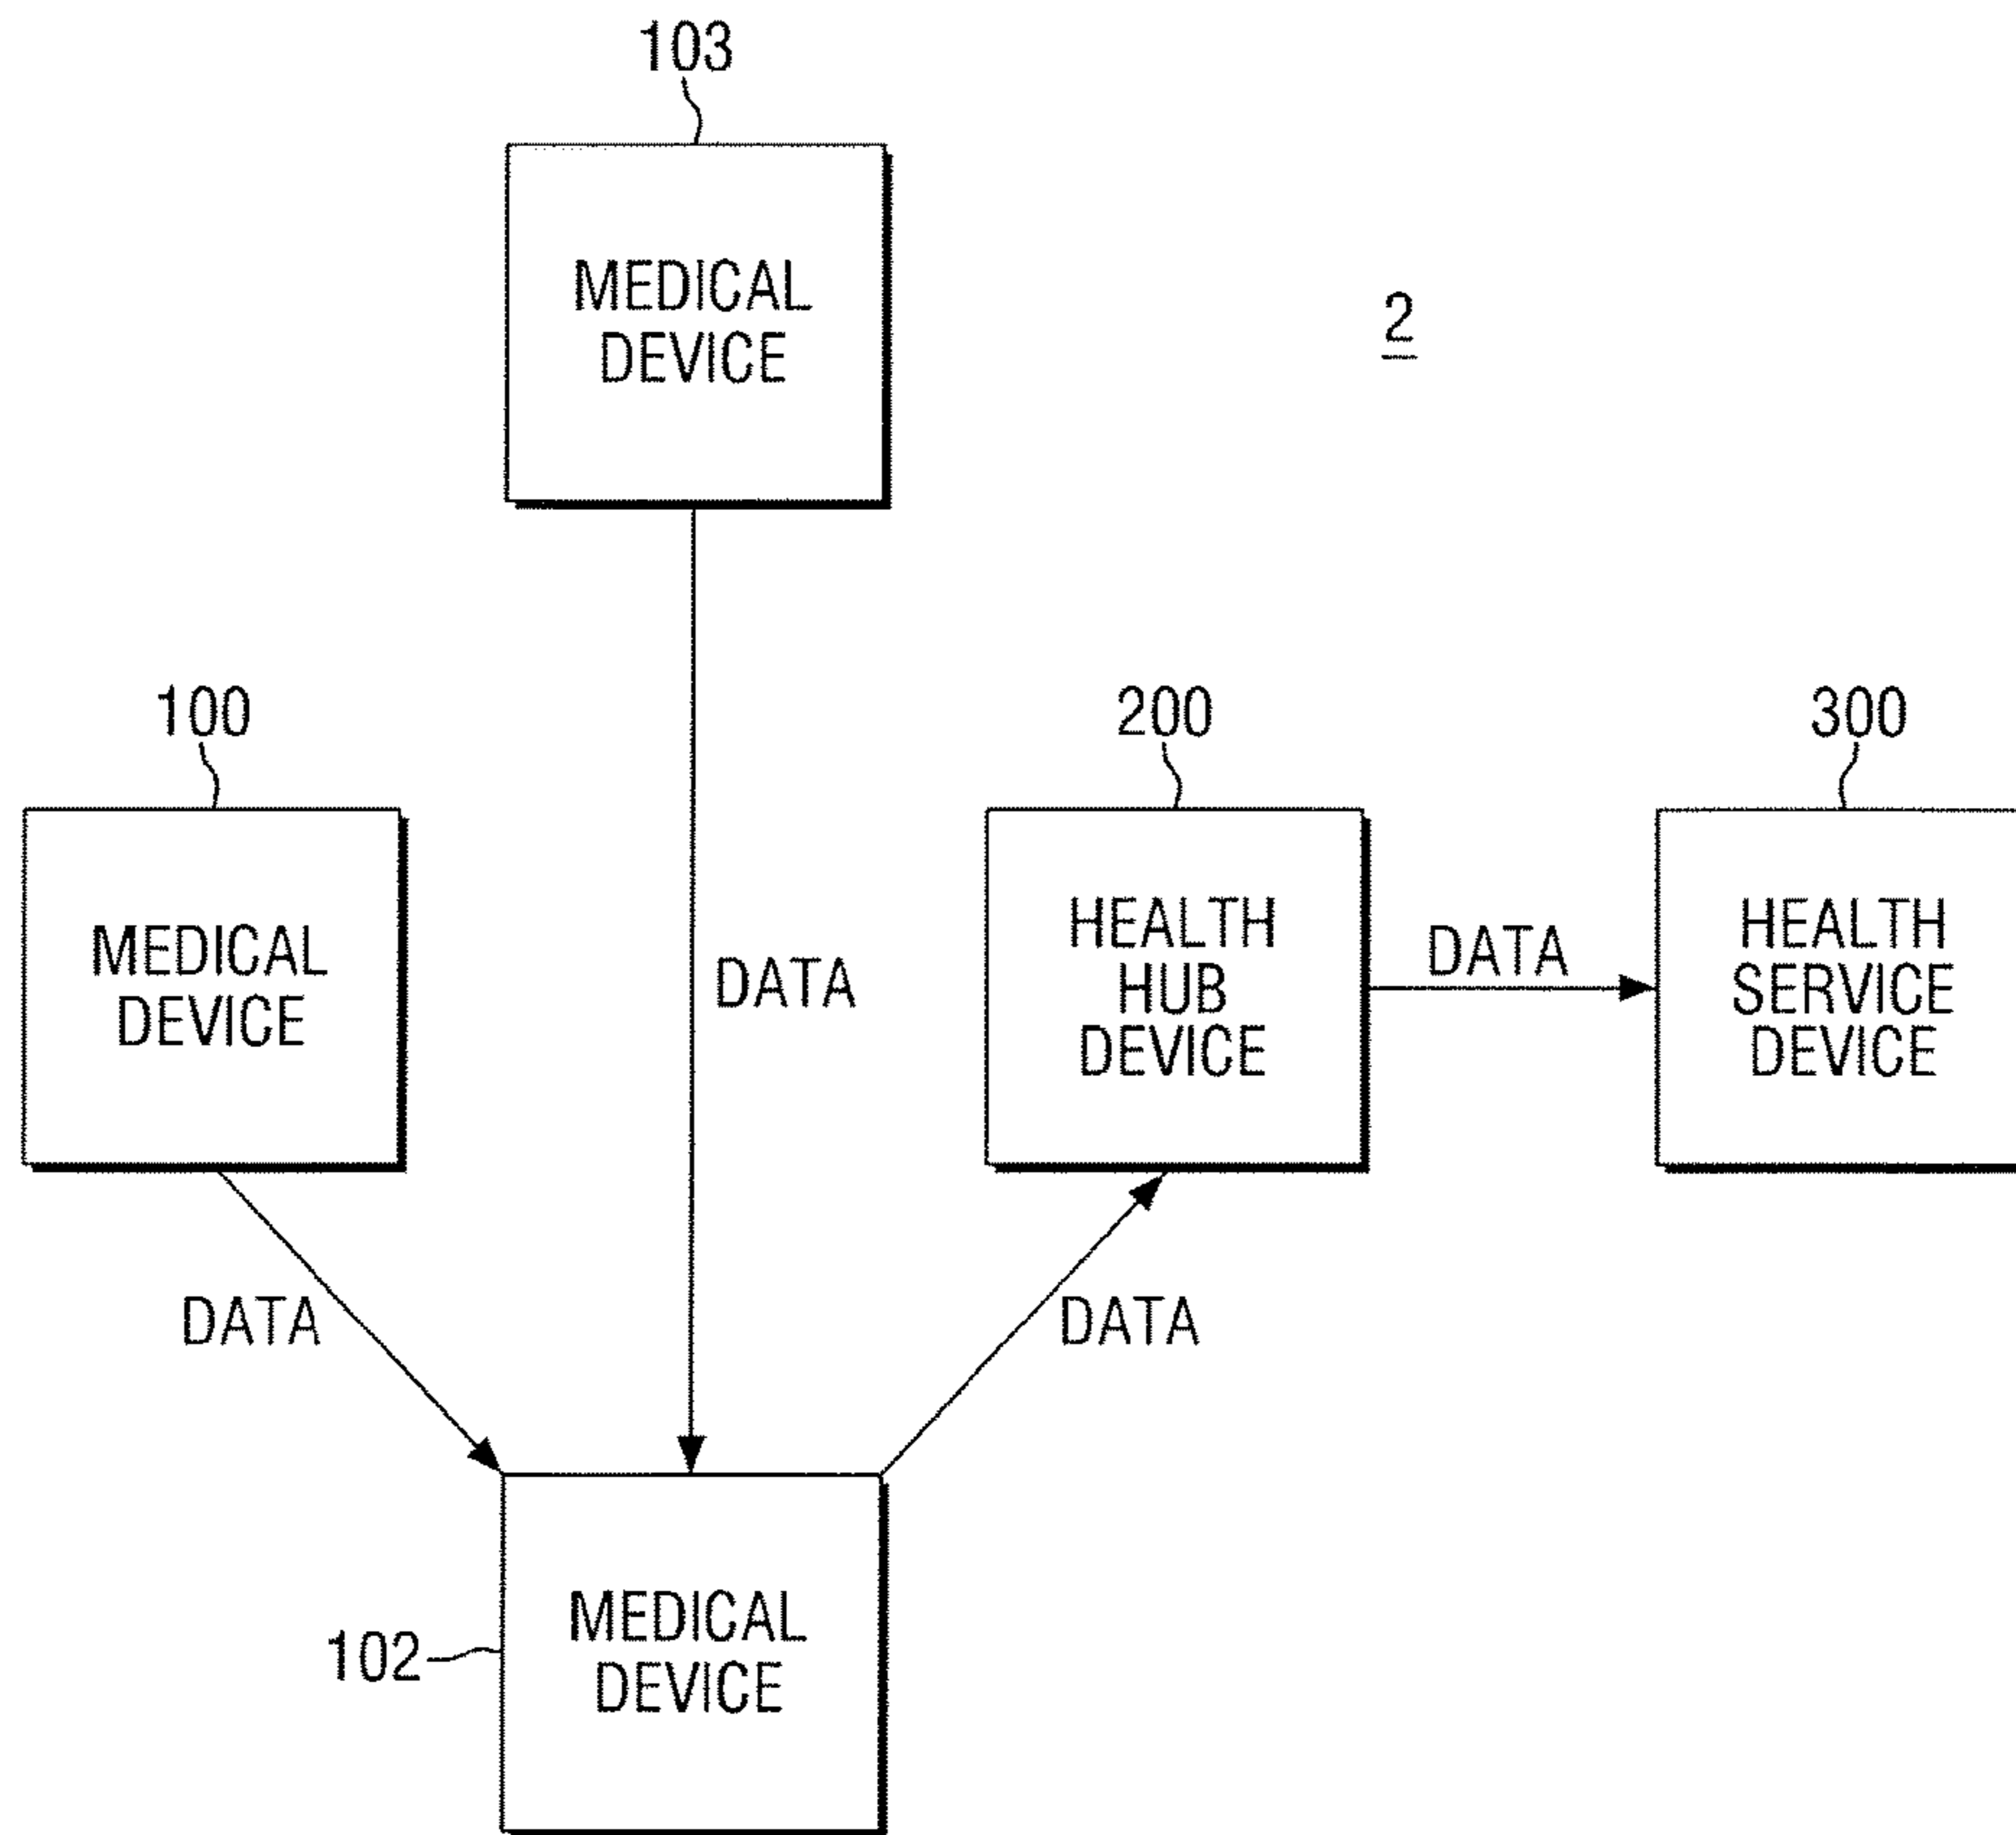 103
MEDICAL
DEVICE
2
100
MEDICAL
DEVICE
DATA
200
HEALTH
HUB
DEVICE
DATA
300
HEALTH
SERVICE
DEVICE
DATA
DATA
102
MEDICAL
DEVICE